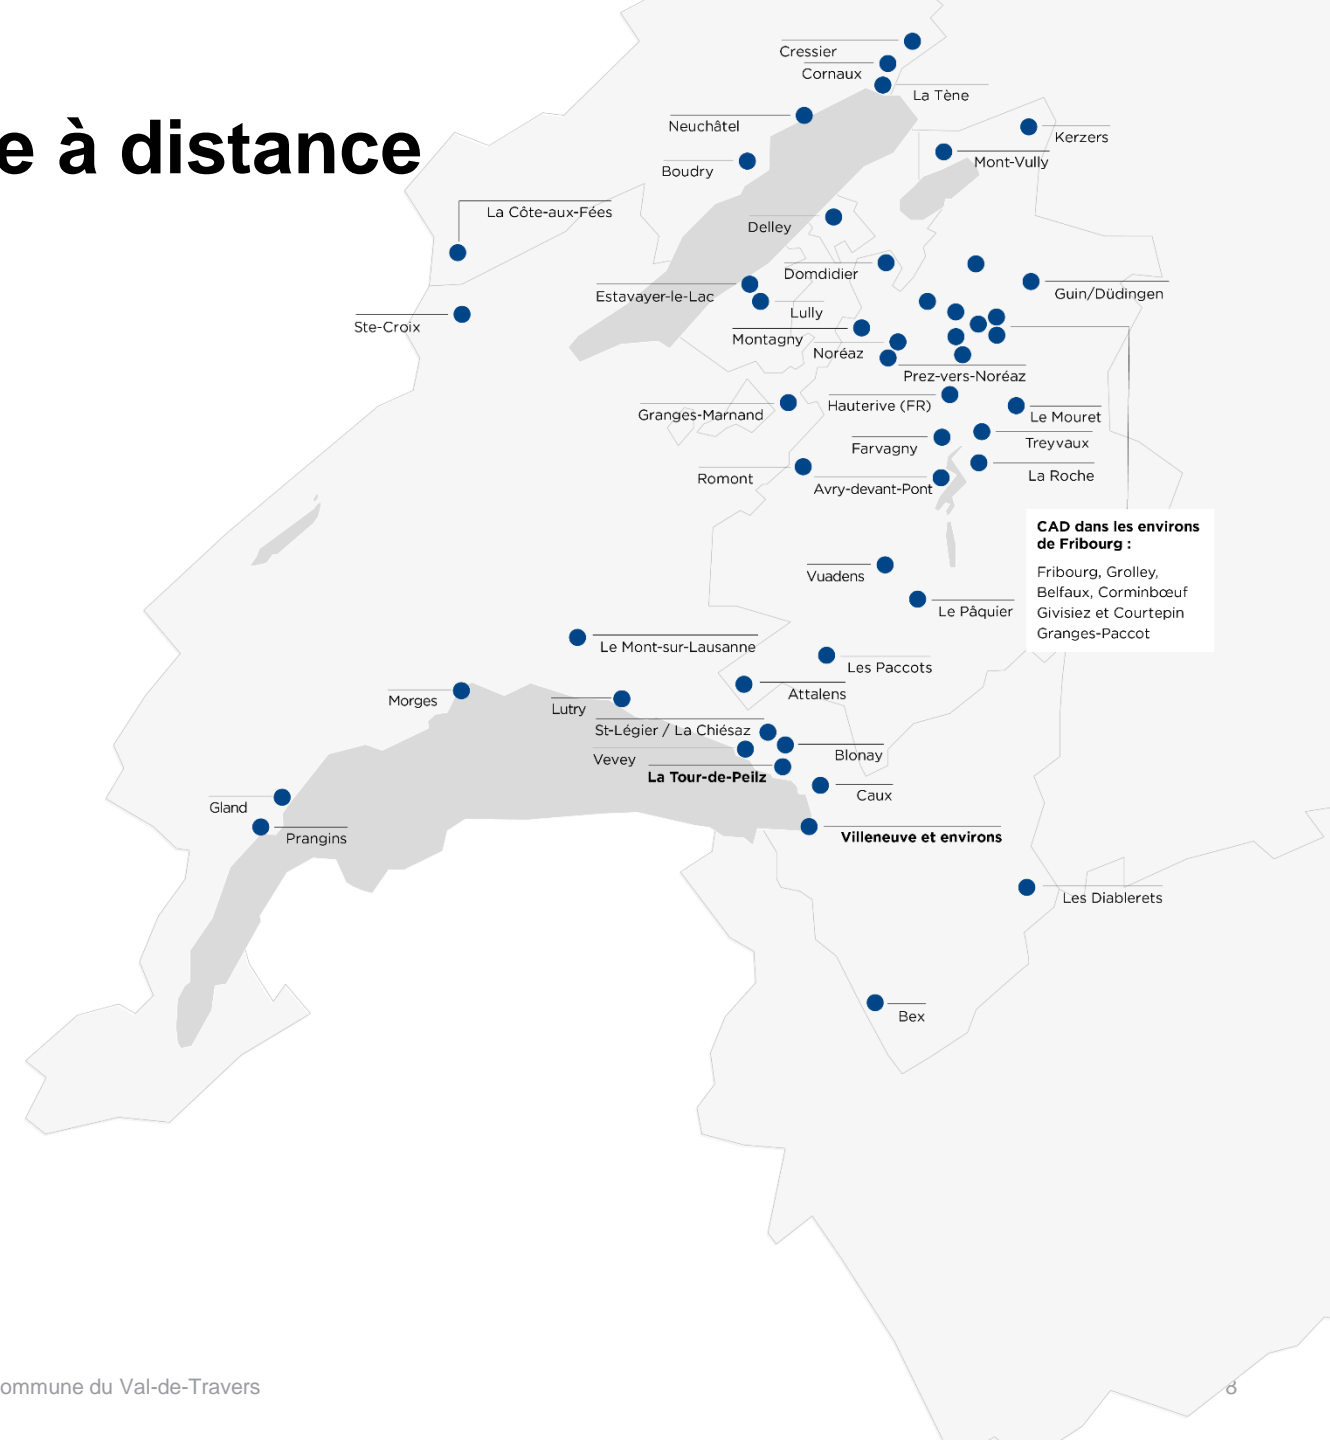 e à distance
Cressier
Cornaux
La Tène
Neuchâtel
Kerzers
Mont-Vully
Boudry
La Côte-aux-Fées
Delley
Domdidier
Guin/Düdingen
Estavayer-le-Lac
Lully
Ste-Croix
Montagny
Noréaz
Prez-vers-Noréaz
Granges-Marnand
Hauterive (FR)
Le Mouret
Treyvaux
Farvagny
Romont
La Roche
Avry-devant-Pont
CAD dans les environs
de Fribourg :
Fribourg, Grolley,
Belfaux, Corminbœuf
Givisiez et Courtepin
Granges-Paccot
Vuadens
Le Pâquier
Le Mont-sur-Lausanne
Les Paccots
Attalens
Morges
Lutry
St-Légier / La Chiésaz
Blonay
Vevey
La Tour-de-Peilz
Caux
Gland
Prangins
Villeneuve et environs
Les Diablerets
Bex
ommune du Val-de-Travers
8